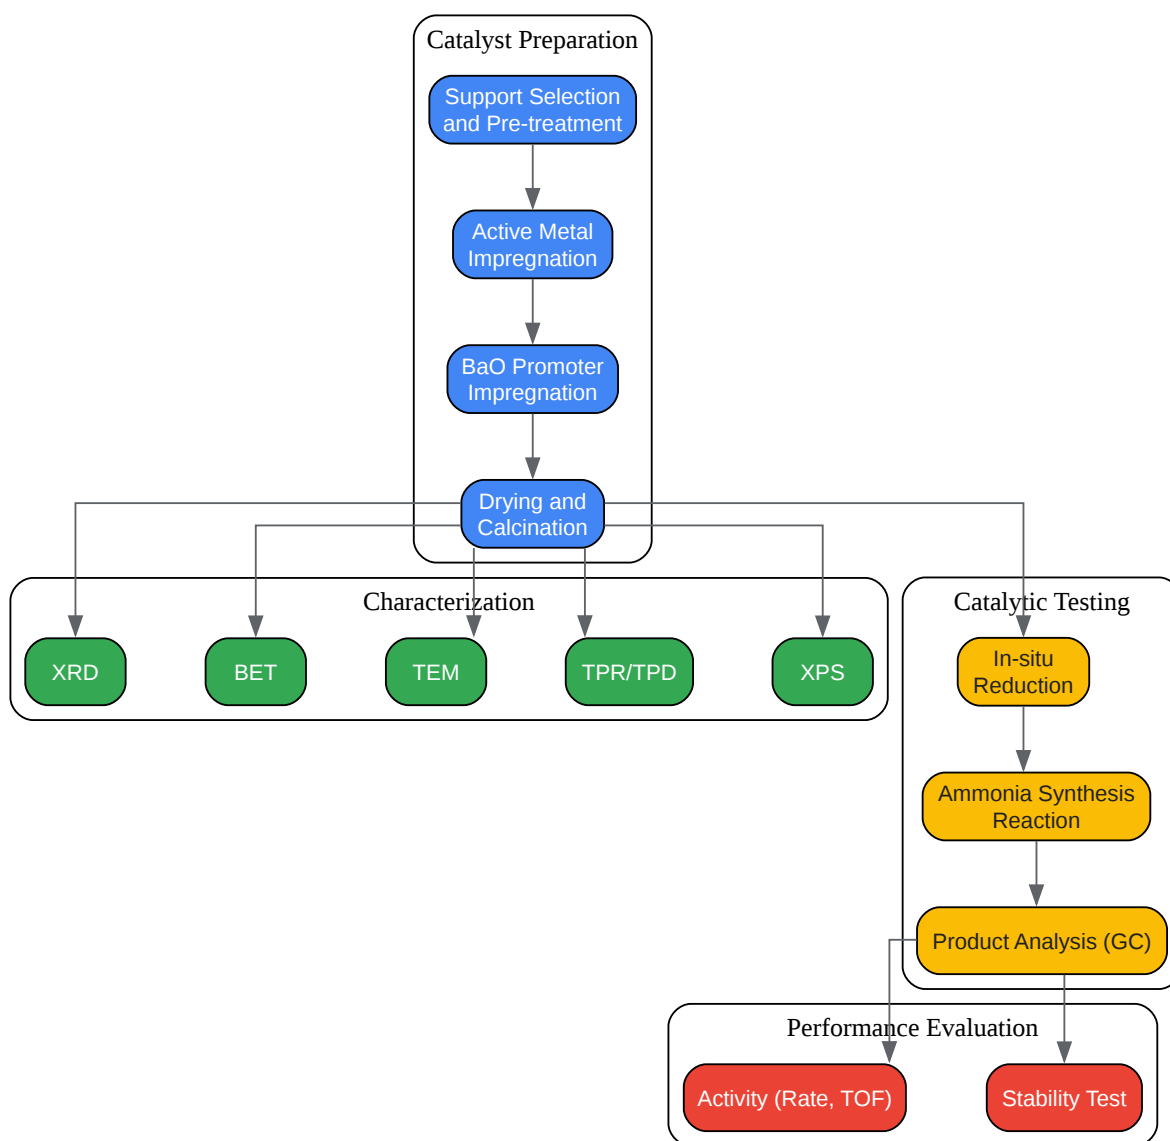 Catalyst Preparation
Support Selection
and Pre-treatment
Active Metal
Impregnation
BaO Promoter
Impregnation
Drying and
Calcination
Characterization
XRD
BET
TEM
TPR/TPD
XPS
Catalytic Testing
In-situ
Reduction
Ammonia Synthesis
Reaction
Product Analysis (GC)
Performance Evaluation
Activity (Rate, TOF)
Stability Test